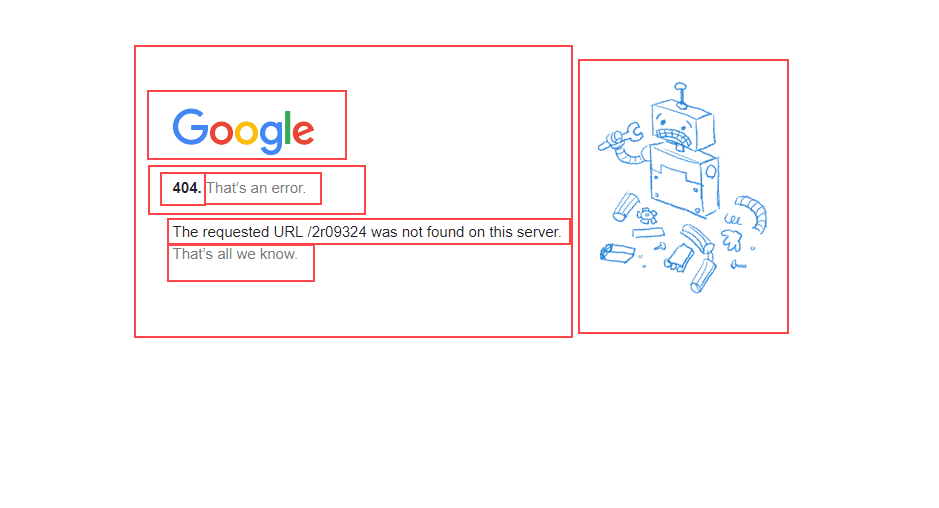 Google
404. That's an error.
The requested URL /2r09324 was not found on this server.
That's all we know.